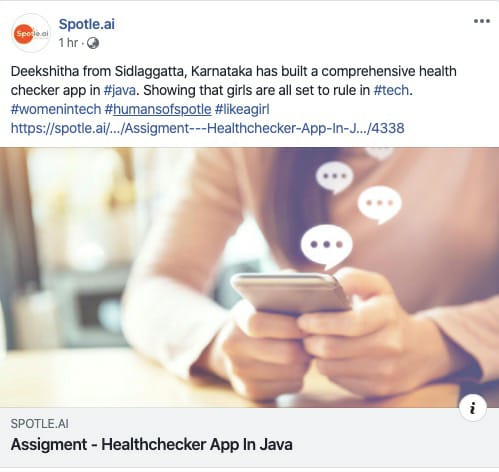 Spotle.ai
Spotle.ai
1 hr ·
Deekshitha from Sidlaggatta, Karnataka has built a comprehensive health
checker app in #java. Showing that girls are all set to rule in #tech.
#womenintech #humansofspotle #likeagirl
https://spotle.ai/.../Assigment---Healthchecker-App-In-J.../4338
i
SPOTLE.AI
Assigment - Healthchecker App In Java